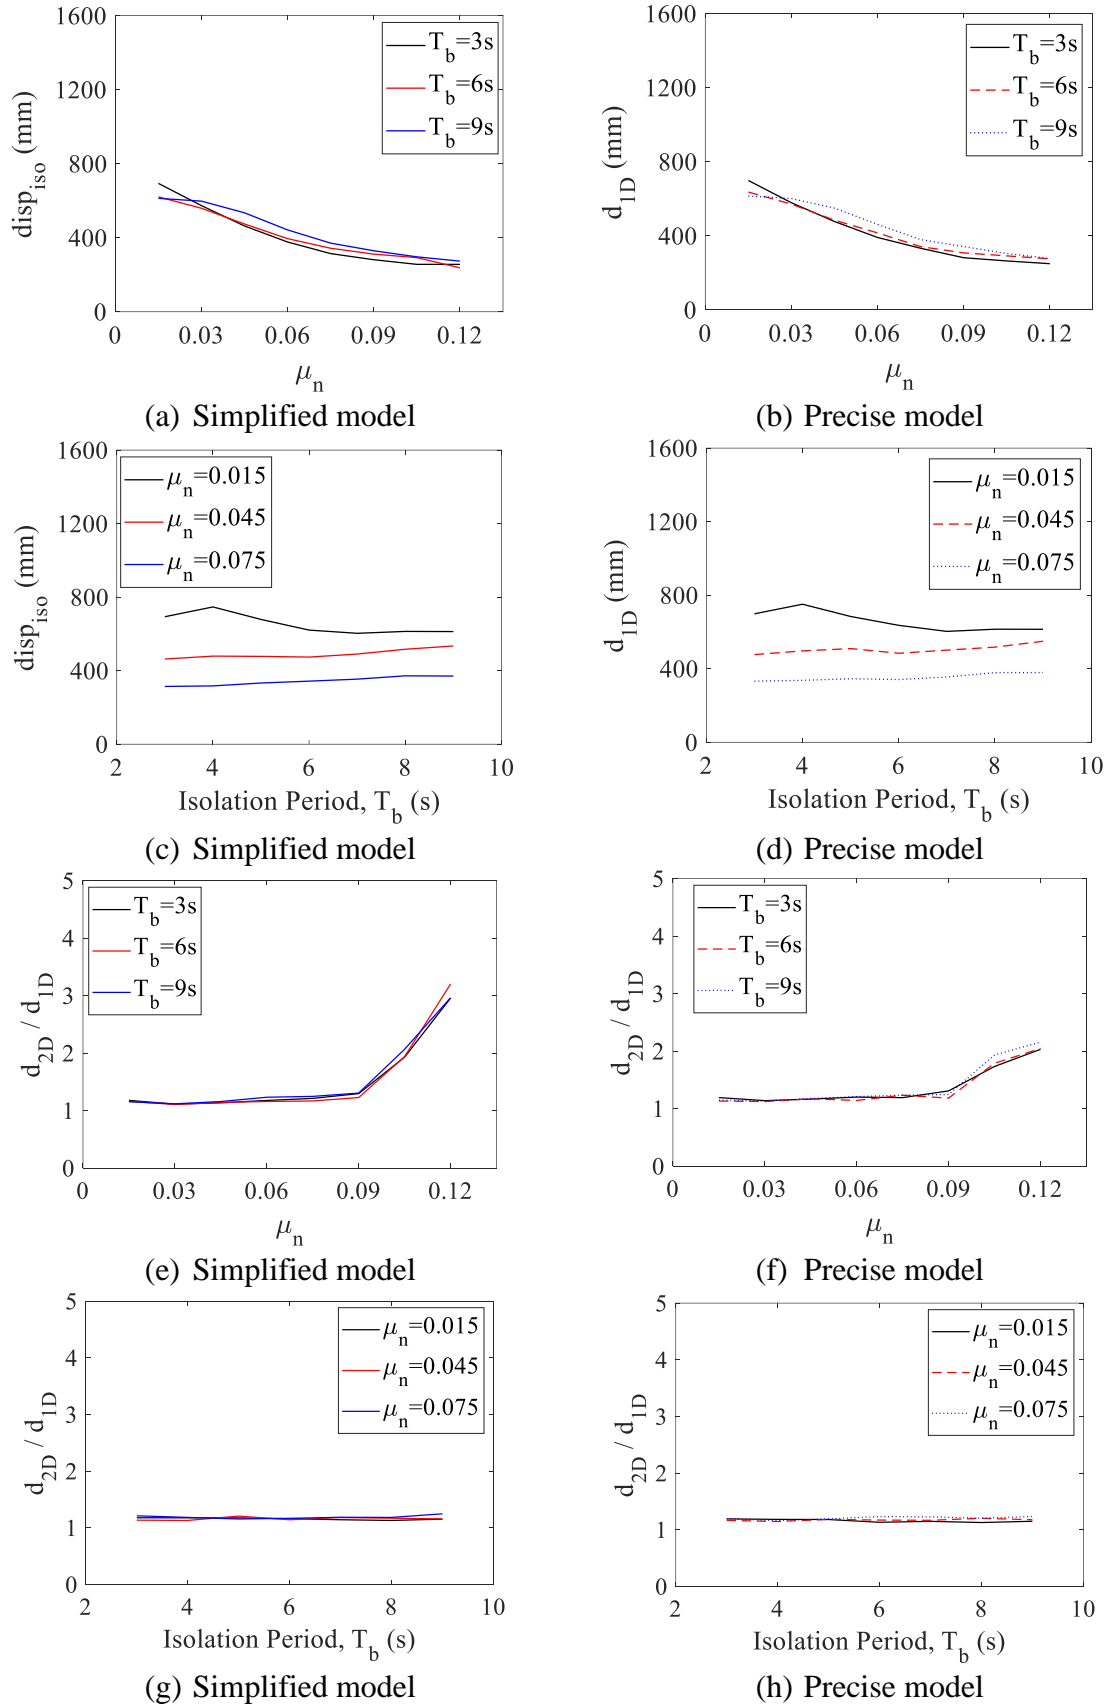 1600
1200
800
400
0
disp_iso (mm)
T_b=3s
T_b=6s
T_b=9s
0 0.03 0.06 0.09 0.12
μ_n
(a) Simplified model
1600
1200
800
400
0
d_1D (mm)
T_b=3s
T_b=6s
T_b=9s
0 0.03 0.06 0.09 0.12
μ_n
(b) Precise model
1600
1200
800
400
0
disp_iso (mm)
μ_n=0.015
μ_n=0.045
μ_n=0.075
2 4 6 8 10
Isolation Period, T_b (s)
(c) Simplified model
1600
1200
800
400
0
d_1D (mm)
μ_n=0.015
μ_n=0.045
μ_n=0.075
2 4 6 8 10
Isolation Period, T_b (s)
(d) Precise model
5
4
3
2
1
0
d_2D / d_1D
T_b=3s
T_b=6s
T_b=9s
0 0.03 0.06 0.09 0.12
μ_n
(e) Simplified model
5
4
3
2
1
0
d_2D / d_1D
T_b=3s
T_b=6s
T_b=9s
0 0.03 0.06 0.09 0.12
μ_n
(f) Precise model
5
4
3
2
1
0
d_2D / d_1D
μ_n=0.015
μ_n=0.045
μ_n=0.075
2 4 6 8 10
Isolation Period, T_b (s)
(g) Simplified model
5
4
3
2
1
0
d_2D / d_1D
μ_n=0.015
μ_n=0.045
μ_n=0.075
2 4 6 8 10
Isolation Period, T_b (s)
(h) Precise model